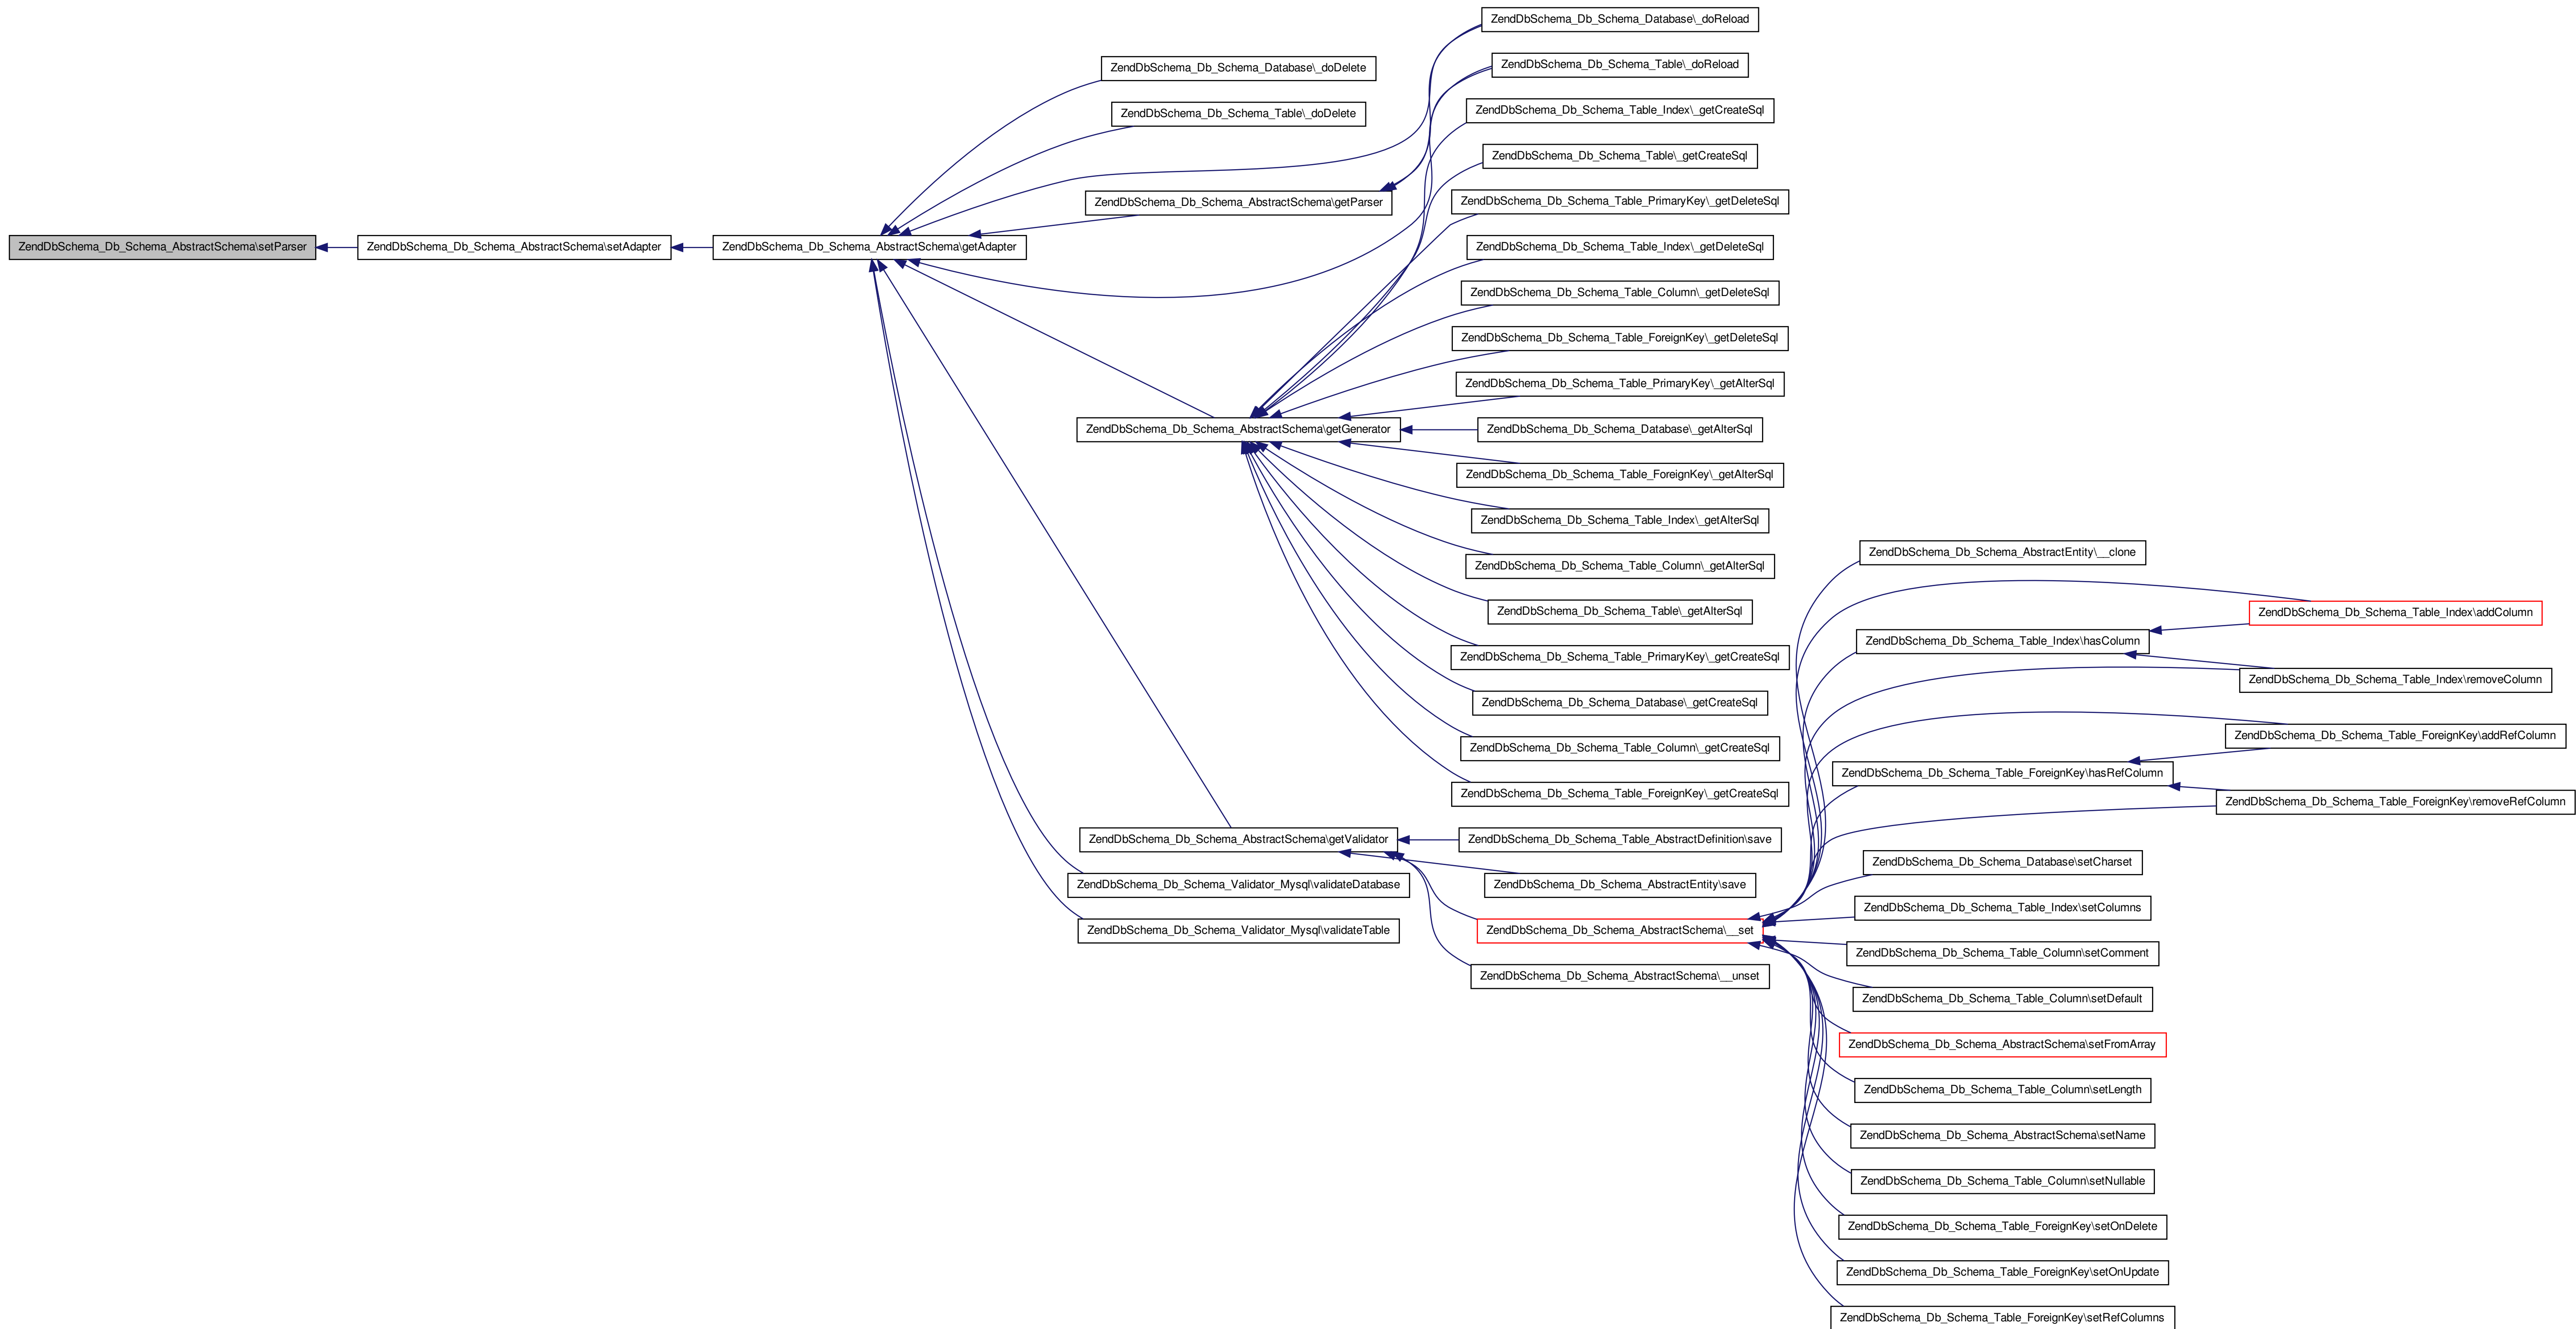 ZendDbSchema_Db_Schema_AbstractSchema\setParser
ZendDbSchema_Db_Schema_AbstractSchema\setAdapter
ZendDbSchema_Db_Schema_AbstractSchema\getAdapter
ZendDbSchema_Db_Schema_Database\_doDelete
ZendDbSchema_Db_Schema_Table\_doDelete
ZendDbSchema_Db_Schema_AbstractSchema\getParser
ZendDbSchema_Db_Schema_AbstractSchema\getGenerator
ZendDbSchema_Db_Schema_AbstractSchema\getValidator
ZendDbSchema_Db_Schema_Validator_Mysql\validateDatabase
ZendDbSchema_Db_Schema_Validator_Mysql\validateTable
ZendDbSchema_Db_Schema_Database\_doReload
ZendDbSchema_Db_Schema_Table\_doReload
ZendDbSchema_Db_Schema_Table_Index\_getCreateSql
ZendDbSchema_Db_Schema_Table\_getCreateSql
ZendDbSchema_Db_Schema_Table_PrimaryKey\_getDeleteSql
ZendDbSchema_Db_Schema_Table_Index\_getDeleteSql
ZendDbSchema_Db_Schema_Table_Column\_getDeleteSql
ZendDbSchema_Db_Schema_Table_ForeignKey\_getDeleteSql
ZendDbSchema_Db_Schema_Table_PrimaryKey\_getAlterSql
ZendDbSchema_Db_Schema_Database\_getAlterSql
ZendDbSchema_Db_Schema_Table_ForeignKey\_getAlterSql
ZendDbSchema_Db_Schema_Table_Index\_getAlterSql
ZendDbSchema_Db_Schema_Table_Column\_getAlterSql
ZendDbSchema_Db_Schema_Table\_getAlterSql
ZendDbSchema_Db_Schema_Table_PrimaryKey\_getCreateSql
ZendDbSchema_Db_Schema_Database\_getCreateSql
ZendDbSchema_Db_Schema_Table_Column\_getCreateSql
ZendDbSchema_Db_Schema_Table_ForeignKey\_getCreateSql
ZendDbSchema_Db_Schema_Table_AbstractDefinition\save
ZendDbSchema_Db_Schema_AbstractEntity\save
ZendDbSchema_Db_Schema_AbstractSchema\__set
ZendDbSchema_Db_Schema_AbstractSchema\__unset
ZendDbSchema_Db_Schema_AbstractEntity\__clone
ZendDbSchema_Db_Schema_Table_Index\hasColumn
ZendDbSchema_Db_Schema_Table_ForeignKey\hasRefColumn
ZendDbSchema_Db_Schema_Database\setCharset
ZendDbSchema_Db_Schema_Table_Index\setColumns
ZendDbSchema_Db_Schema_Table_Column\setComment
ZendDbSchema_Db_Schema_Table_Column\setDefault
ZendDbSchema_Db_Schema_AbstractSchema\setFromArray
ZendDbSchema_Db_Schema_Table_Column\setLength
ZendDbSchema_Db_Schema_AbstractSchema\setName
ZendDbSchema_Db_Schema_Table_Column\setNullable
ZendDbSchema_Db_Schema_Table_ForeignKey\setOnDelete
ZendDbSchema_Db_Schema_Table_ForeignKey\setOnUpdate
ZendDbSchema_Db_Schema_Table_ForeignKey\setRefColumns
ZendDbSchema_Db_Schema_Table_Index\addColumn
ZendDbSchema_Db_Schema_Table_Index\removeColumn
ZendDbSchema_Db_Schema_Table_ForeignKey\addRefColumn
ZendDbSchema_Db_Schema_Table_ForeignKey\removeRefColumn